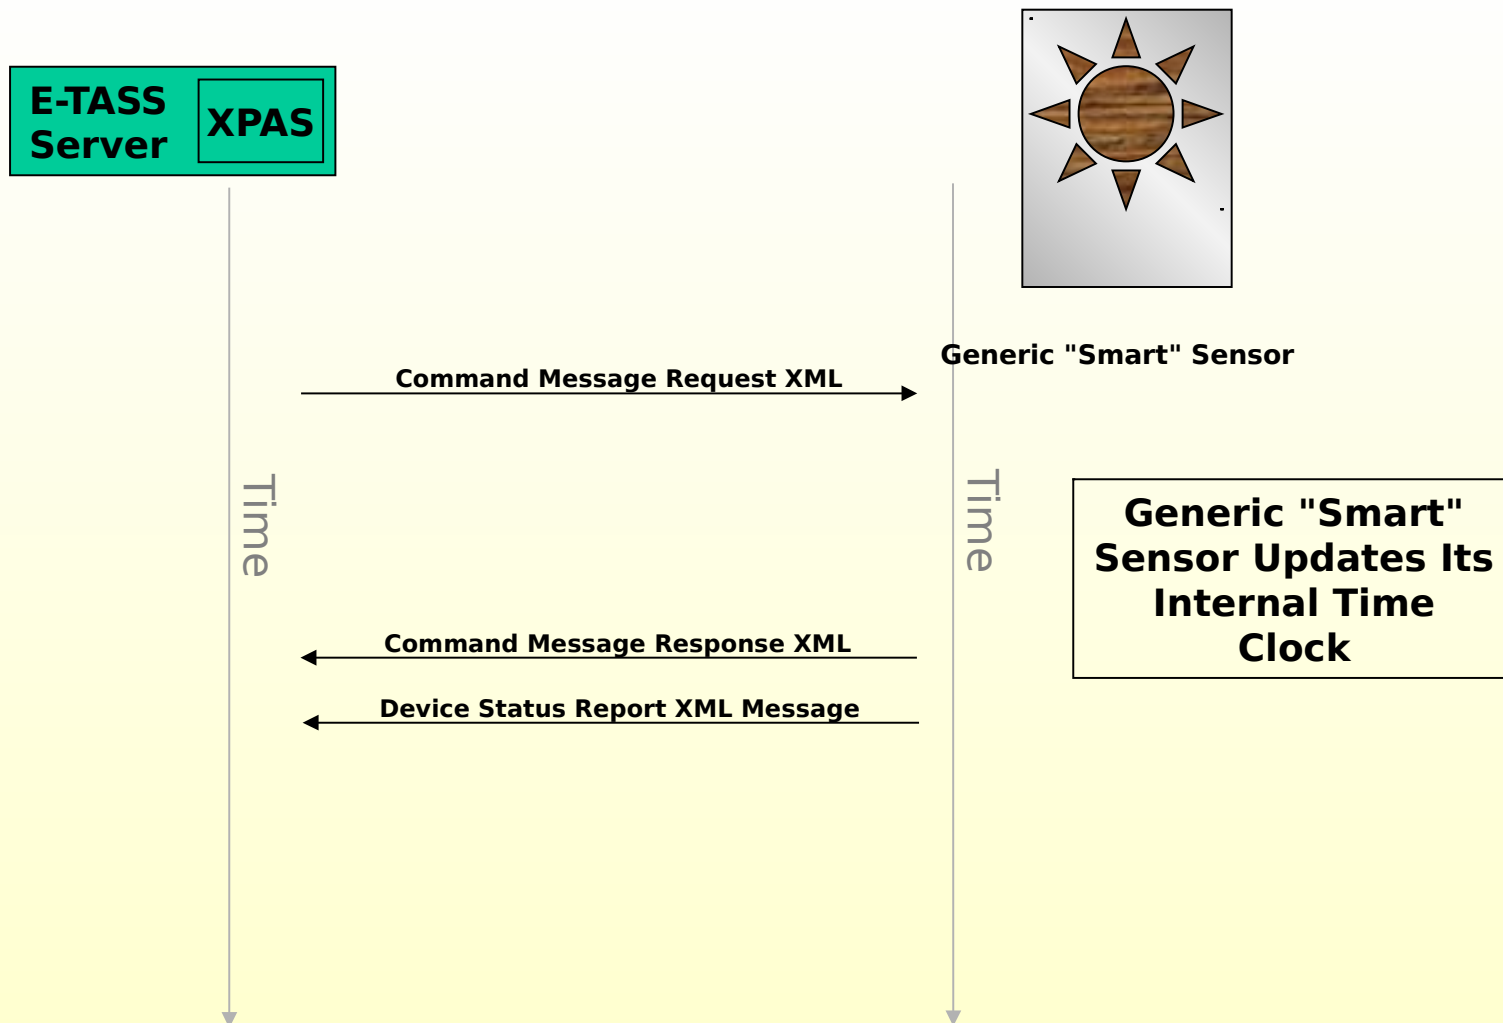 E-TASS
Server
XPAS
Generic "Smart" Sensor
Command Message Request XML
Time
Time
Generic "Smart"
Sensor Updates Its
Internal Time
Clock
Command Message Response XML
Device Status Report XML Message